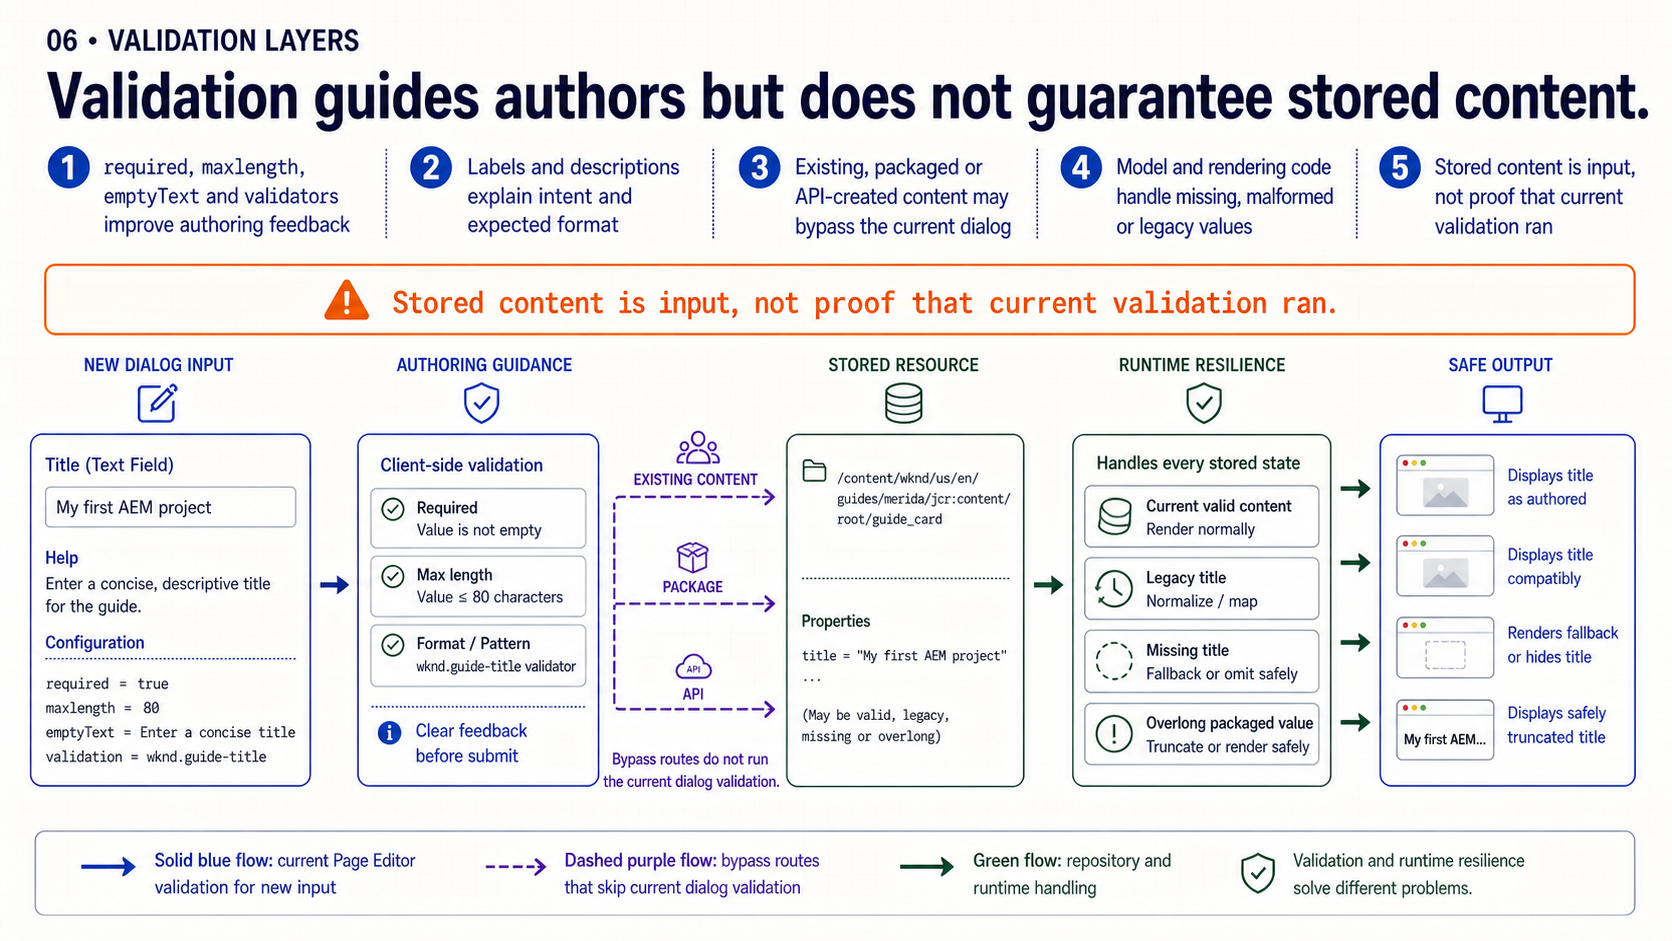 06 • VALIDATION LAYERS
Validation guides authors but does not guarantee stored content.
1
required, maxlength,
emptyText and validators
improve authoring feedback
2
Labels and descriptions
explain intent and
expected format
3
Existing, packaged or
API-created content may
bypass the current dialog
4
Model and rendering code
handle missing, malformed
or legacy values
5
Stored content is input,
not proof that current
validation ran
Stored content is input, not proof that current validation ran.
NEW DIALOG INPUT
Title (Text Field)
My first AEM project
Help
Enter a concise, descriptive title
for the guide.
Configuration
required = true
maxlength = 80
emptyText = Enter a concise title
validation = wknd.guide-title
AUTHORING GUIDANCE
Client-side validation
Required
Value is not empty
Max length
Value ≤ 80 characters
Format / Pattern
wknd.guide-title validator
i
Clear feedback
before submit
EXISTING CONTENT
PACKAGE
API
API
Bypass routes do not run
the current dialog validation.
STORED RESOURCE
/content/wknd/us/en/
guides/merida/jcr:content/
root/guide_card
Properties
title = "My first AEM project"
...
(May be valid, legacy,
missing or overlong)
RUNTIME RESILIENCE
Handles every stored state
Current valid content
Render normally
Legacy title
Normalize / map
Missing title
Fallback or omit safely
Overlong packaged value
Truncate or render safely
SAFE OUTPUT
Displays title
as authored
Displays title
compatibly
Renders fallback
or hides title
My first AEM...
Displays safely
truncated title
Solid blue flow: current Page Editor
validation for new input
Dashed purple flow: bypass routes
that skip current dialog validation
Green flow: repository and
runtime handling
Validation and runtime resilience
solve different problems.